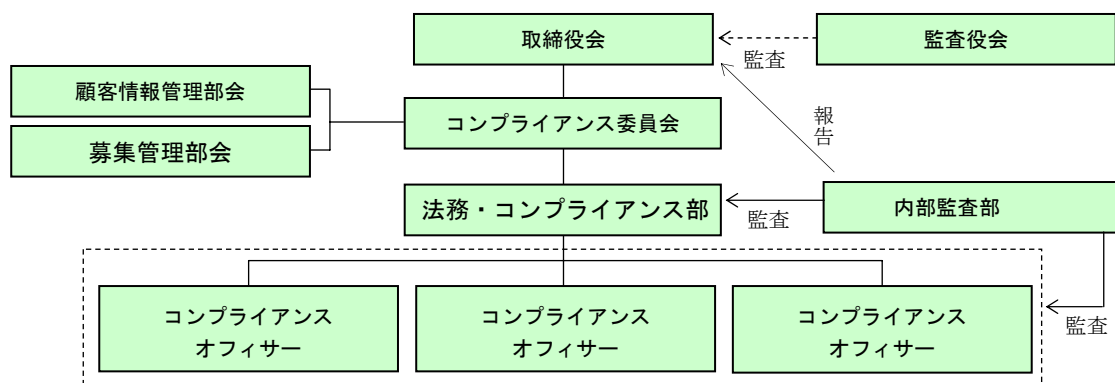 取締役会
監査役会
監査
顧客情報管理部会
コンプライアンス委員会
報告
募集管理部会
法務・コンプライアンス部
監査
内部監査部
コンプライアンス
オフィサー
コンプライアンス
オフィサー
コンプライアンス
オフィサー
監査